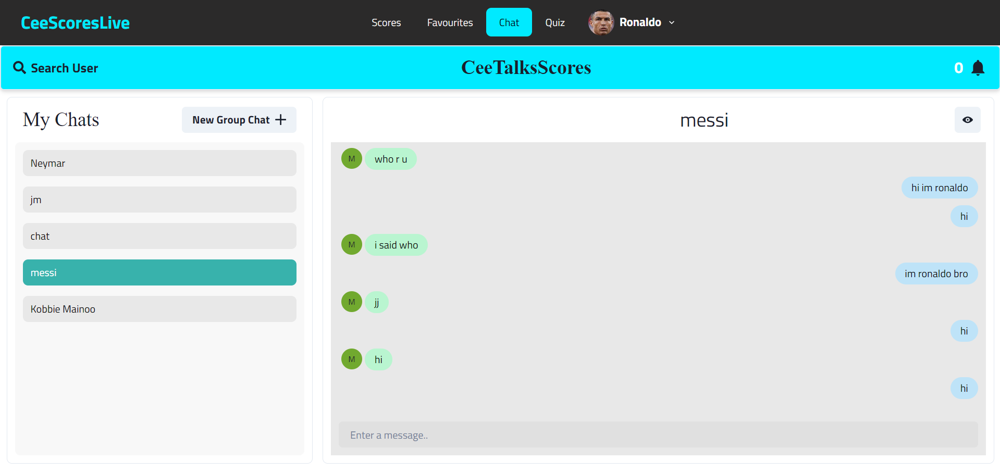 CeeScoresLive
Scores
Favourites
Chat
Quiz
Ronaldo
Search User
CeeTalksScores
0
My Chats
New Group Chat
Neymar
jm
chat
messi
Kobbie Mainoo
messi
M who r u
hi im ronaldo
hi
M i said who
im ronaldo bro
M jj
hi
M hi
hi
Enter a message..